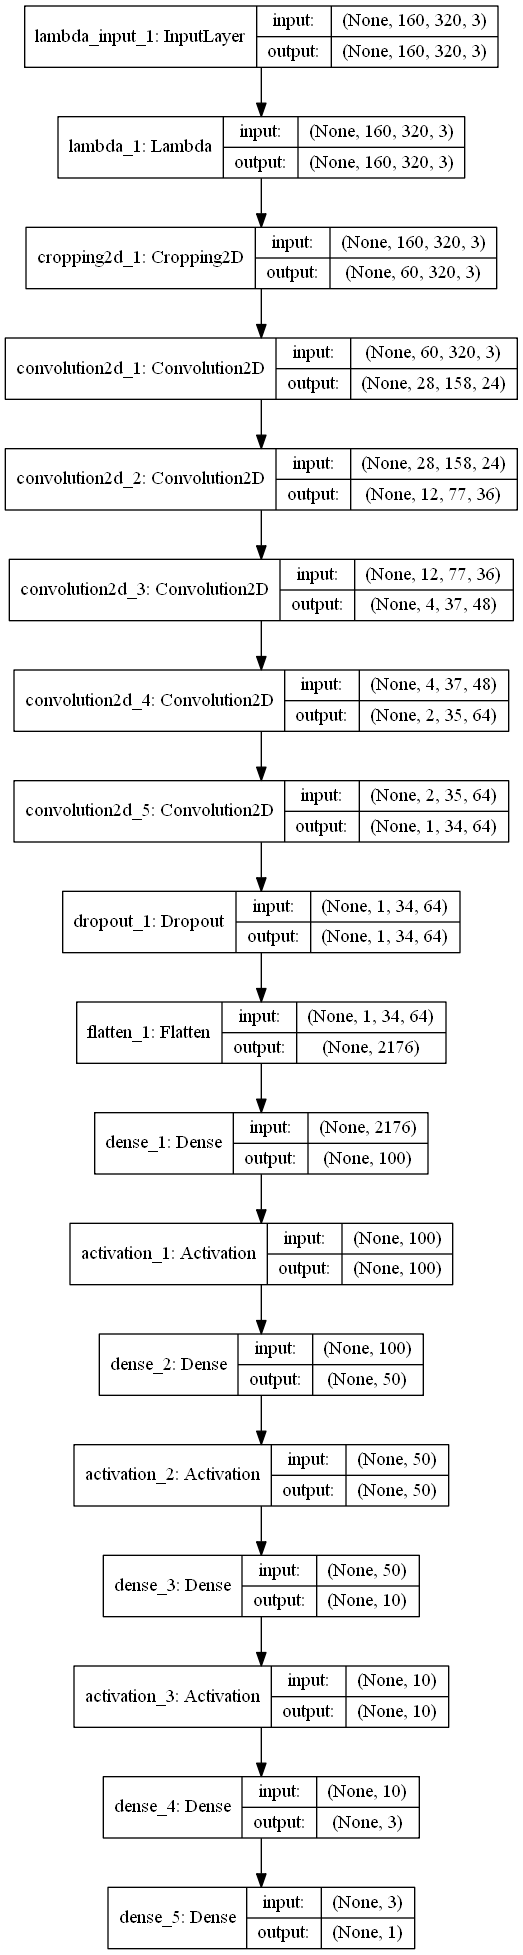 lambda_input_1: InputLayer
input: (None, 160, 320, 3)
output: (None, 160, 320, 3)
lambda_1: Lambda
input: (None, 160, 320, 3)
output: (None, 160, 320, 3)
cropping2d_1: Cropping2D
input: (None, 160, 320, 3)
output: (None, 60, 320, 3)
convolution2d_1: Convolution2D
input: (None, 60, 320, 3)
output: (None, 28, 158, 24)
convolution2d_2: Convolution2D
input: (None, 28, 158, 24)
output: (None, 12, 77, 36)
convolution2d_3: Convolution2D
input: (None, 12, 77, 36)
output: (None, 4, 37, 48)
convolution2d_4: Convolution2D
input: (None, 4, 37, 48)
output: (None, 2, 35, 64)
convolution2d_5: Convolution2D
input: (None, 2, 35, 64)
output: (None, 1, 34, 64)
dropout_1: Dropout
input: (None, 1, 34, 64)
output: (None, 1, 34, 64)
flatten_1: Flatten
input: (None, 1, 34, 64)
output: (None, 2176)
dense_1: Dense
input: (None, 2176)
output: (None, 100)
activation_1: Activation
input: (None, 100)
output: (None, 100)
dense_2: Dense
input: (None, 100)
output: (None, 50)
activation_2: Activation
input: (None, 50)
output: (None, 50)
dense_3: Dense
input: (None, 50)
output: (None, 10)
activation_3: Activation
input: (None, 10)
output: (None, 10)
dense_4: Dense
input: (None, 10)
output: (None, 3)
dense_5: Dense
input: (None, 3)
output: (None, 1)